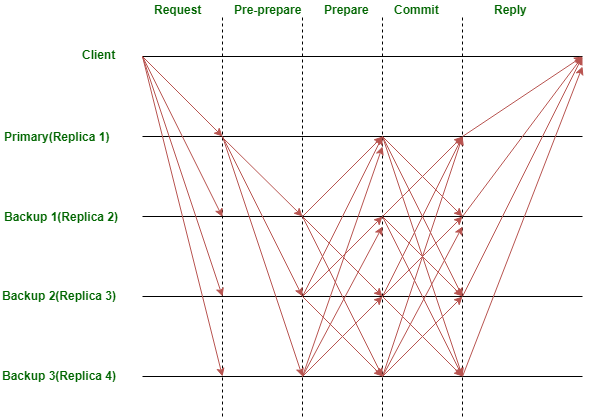 Request Pre-prepare Prepare Commit Reply
Client
Primary(Replica 1)
Backup 1(Replica 2)
Backup 2(Replica 3)
Backup 3(Replica 4)